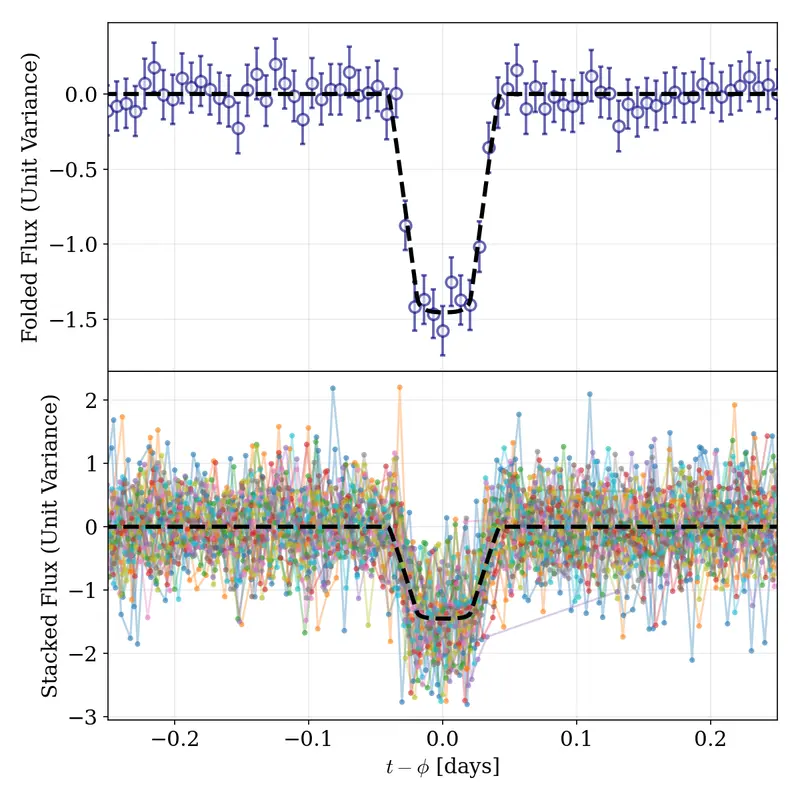 Folded Flux (Unit Variance)
0.0
−0.5
−1.0
−1.5
Stacked Flux (Unit Variance)
2
1
0
−1
−2
−3
−0.2 −0.1 0.0 0.1 0.2
t − ϕ [days]